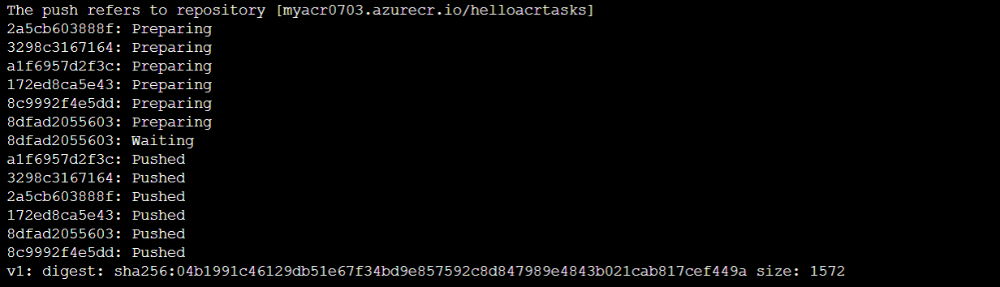 The push refers to repository [myacr0703.azurecr.io/helloacrtasks]
2a5cb603888f: Preparing
3298c3167164: Preparing
a1f6957d2f3c: Preparing
172ed8ca5e43: Preparing
8c9992f4e5dd: Preparing
8dfad2055603: Preparing
8dfad2055603: Waiting
a1f6957d2f3c: Pushed
3298c3167164: Pushed
2a5cb603888f: Pushed
172ed8ca5e43: Pushed
8dfad2055603: Pushed
8c9992f4e5dd: Pushed
v1: digest: sha256:04b1991c46129db51e67f34bd9e857592c8d847989e4843b021cab817cef449a size: 1572